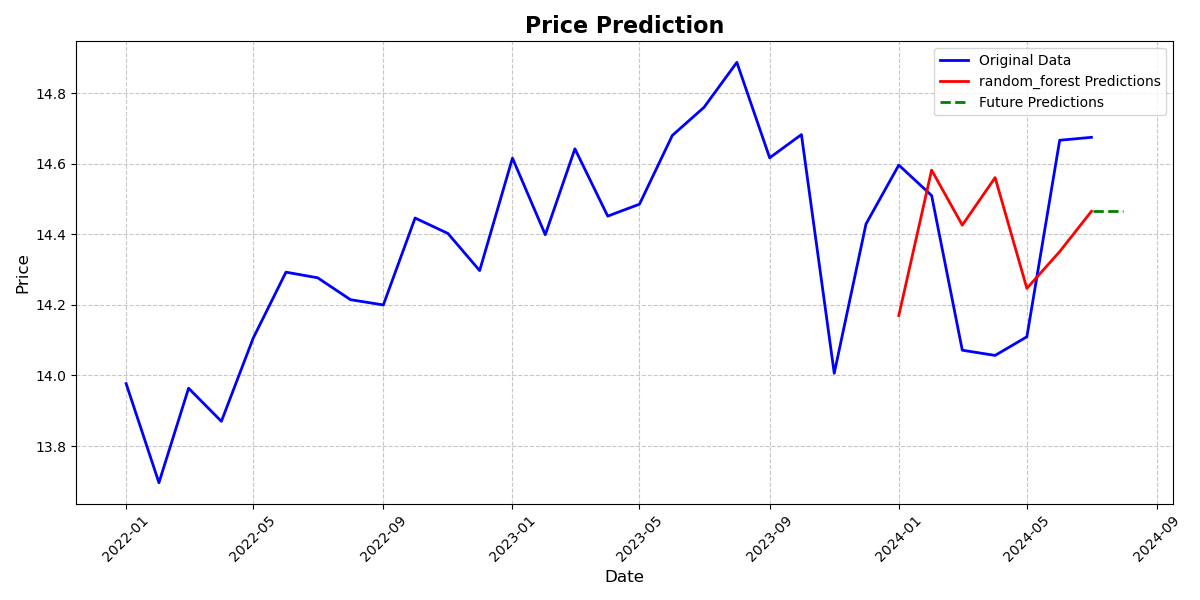 Price Prediction
Original Data
random_forest Predictions
Future Predictions
Price
14.8
14.6
14.4
14.2
14.0
13.8
2022-01
2022-05
2022-09
2023-01
2023-05
2023-09
2024-01
2024-05
2024-09
Date